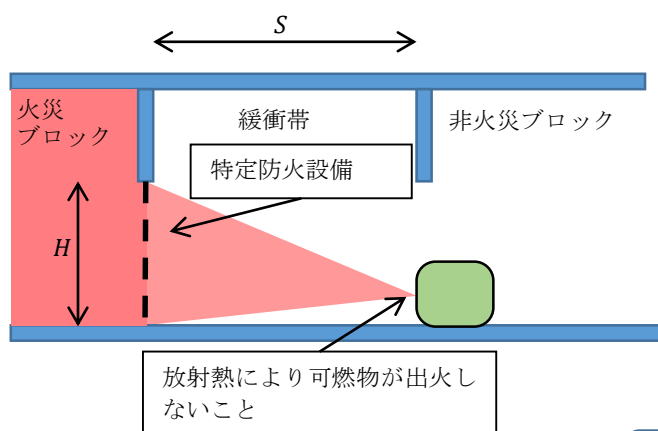 S
火災
ブロック
緩衝帯
非火災ブロック
特定防火設備
H
放射熱により可燃物が出火し
ないこと